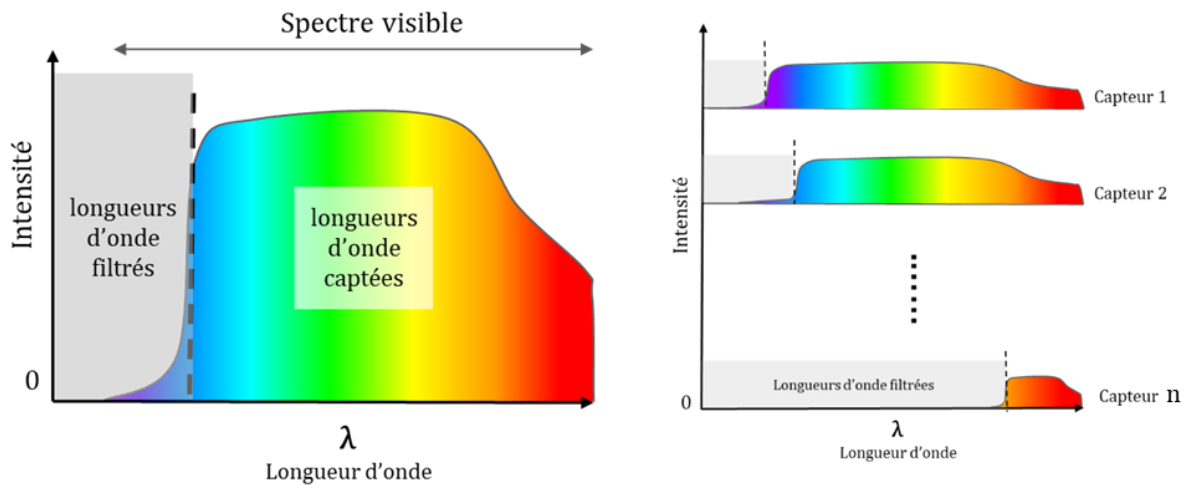 Spectre visible
Intensité
longueurs
d'onde
filtrés
longueurs
d'onde
captées
0
λ
Longueur d'onde
Capteur 1
Capteur 2
Intensité
Longueurs d'onde filtrées
Capteur n
0
λ
Longueur d'onde